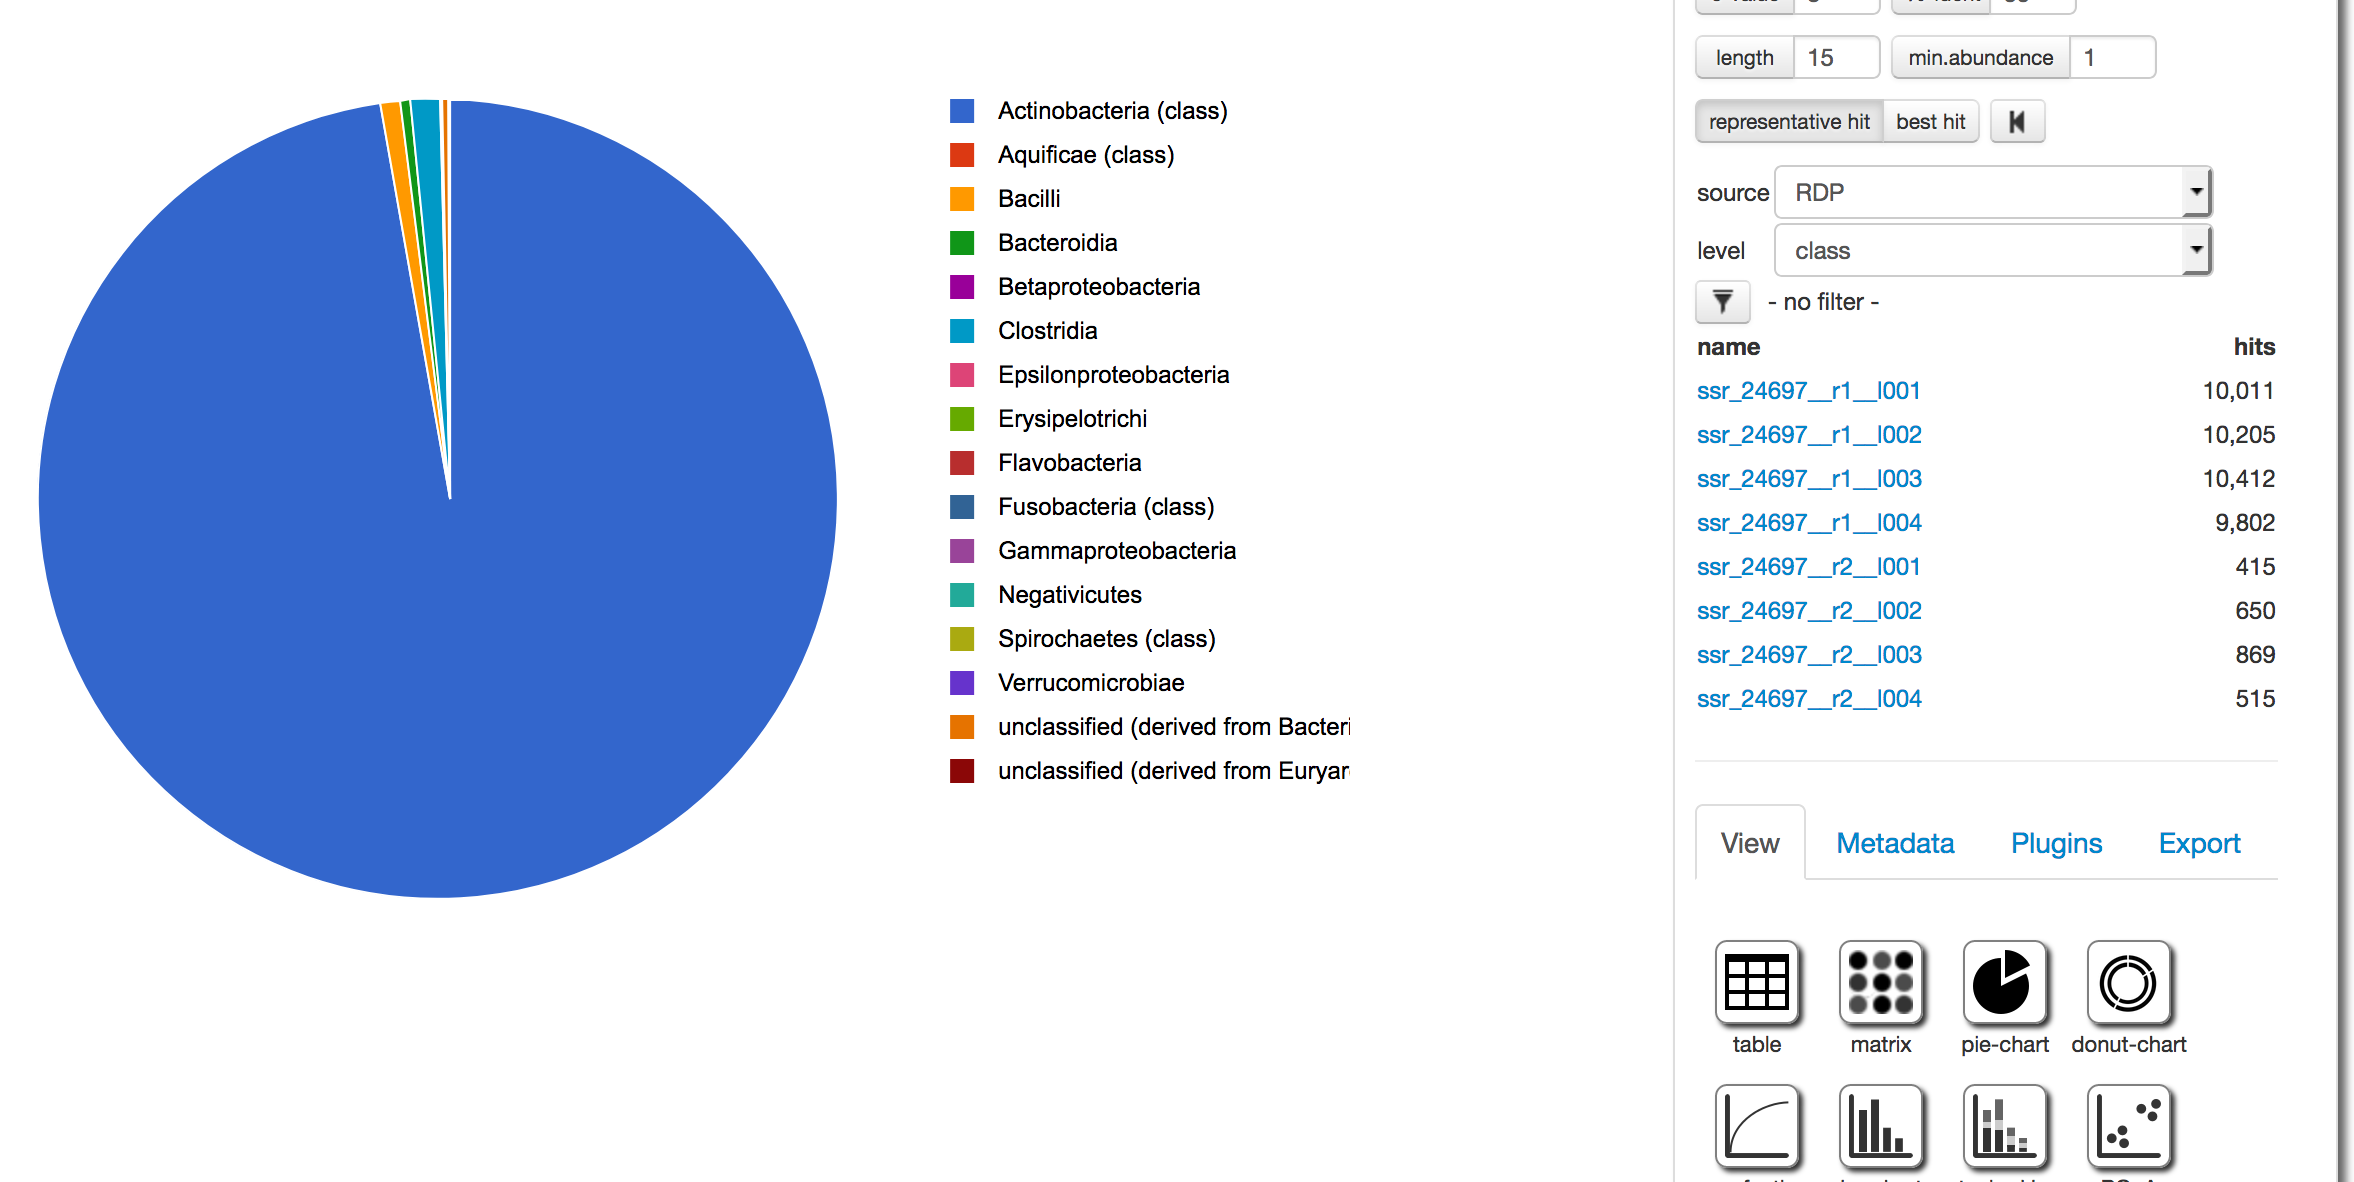 Actinobacteria (class)
Aquificae (class)
Bacilli
Bacteroidia
Betaproteobacteria
Clostridia
Epsilonproteobacteria
Erysipelotrichi
Flavobacteria
Fusobacteria (class)
Gammaproteobacteria
Negativicutes
Spirochaetes (class)
Verrucomicrobiae
unclassified (derived from Bacteri
unclassified (derived from Euryar
length 15 min.abundance 1
representative hit best hit
source RDP
level class
- no filter -
name hits
ssr_24697__r1__l001 10,011
ssr_24697__r1__l002 10,205
ssr_24697__r1__l003 10,412
ssr_24697__r1__l004 9,802
ssr_24697__r2__l001 415
ssr_24697__r2__l002 650
ssr_24697__r2__l003 869
ssr_24697__r2__l004 515
View Metadata Plugins Export
table matrix pie-chart donut-chart